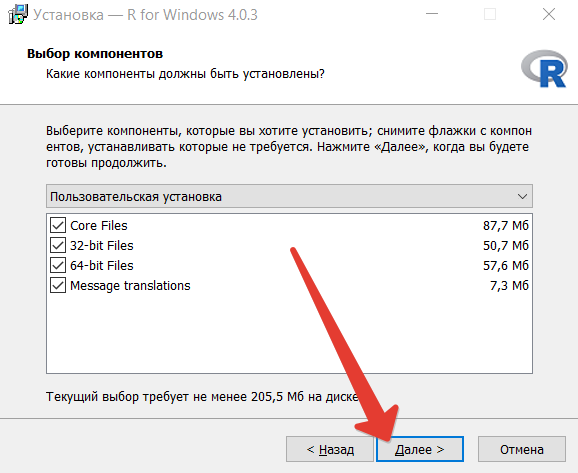 Установка — R for Windows 4.0.3
Выбор компонентов
Какие компоненты должны быть установлены?
R
Выберите компоненты, которые вы хотите установить; снимите флажки с компон
ентов, устанавливать которые не требуется. Нажмите «Далее», когда вы будете
готовы продолжить.
Пользовательская установка
Core Files 87,7 Мб
32-bit Files 50,7 Мб
64-bit Files 57,6 Мб
Message translations 7,3 Мб
Текущий выбор требует не менее 205,5 Мб на диске
< Назад Далее > Отмена